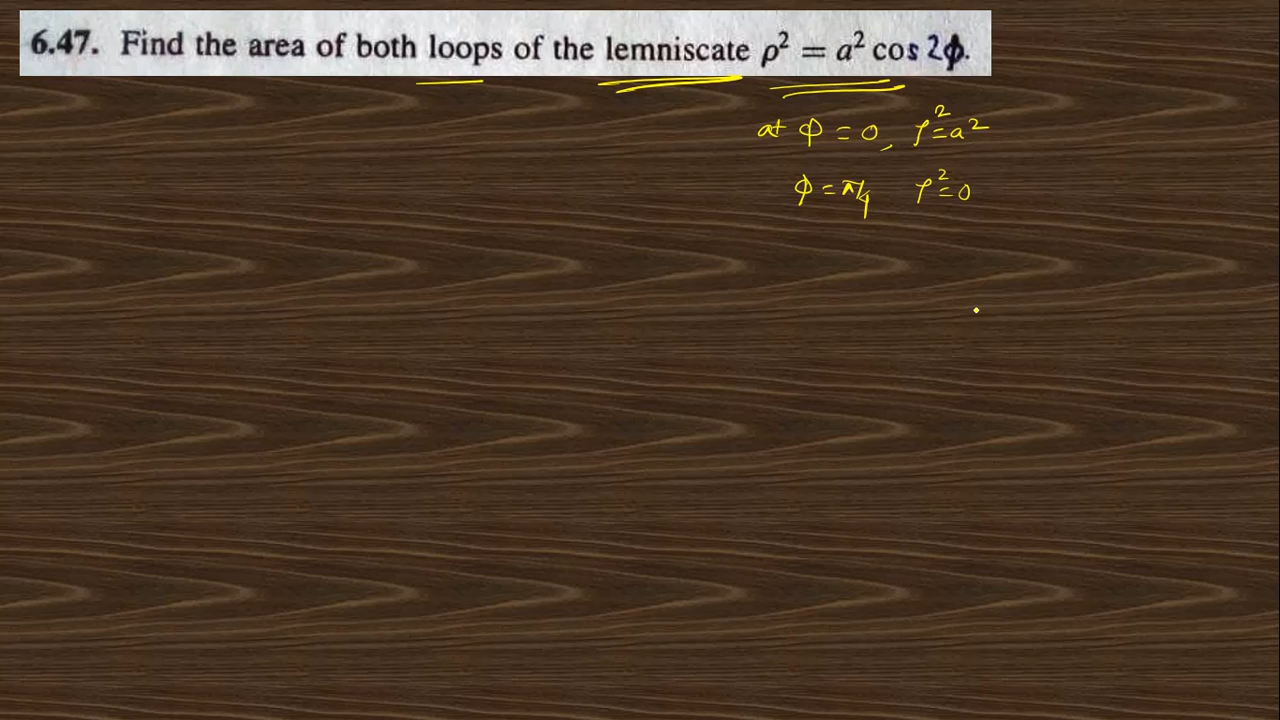 6.47. Find the area of both loops of the lemniscate ρ² = a² cos 2ϕ.
at ϕ = 0, ρ² = a²
ϕ = π/4 ρ² = 0